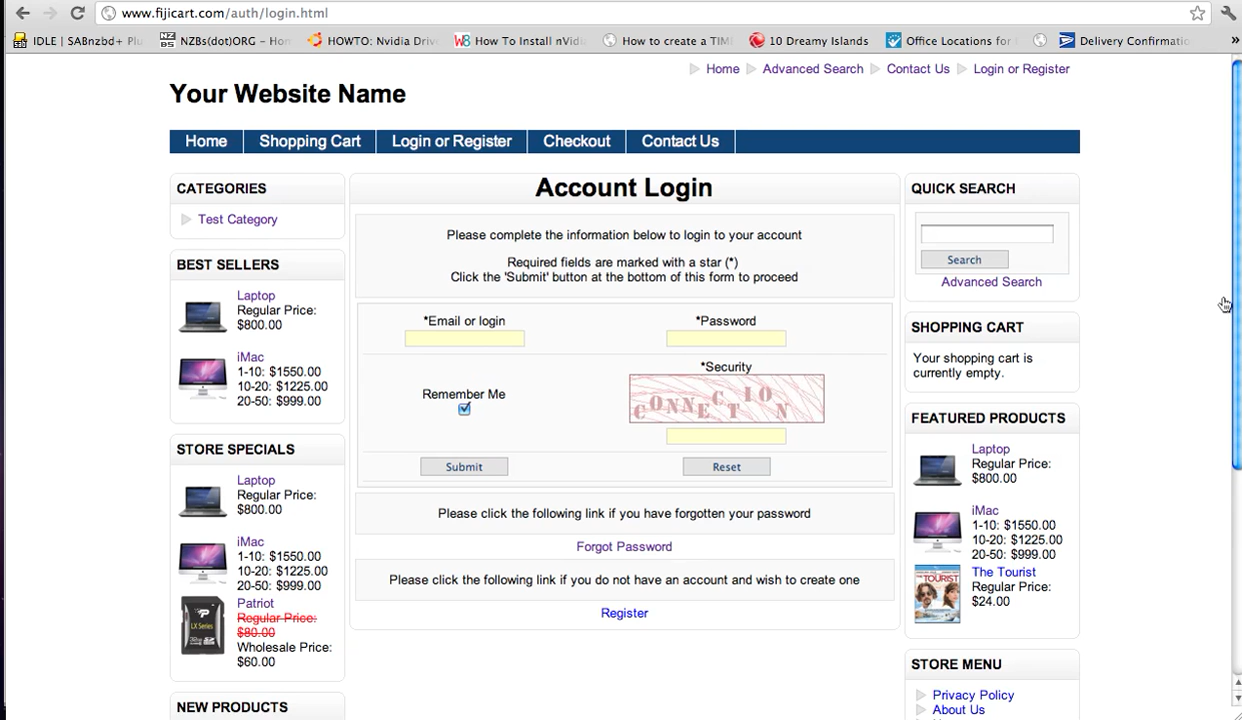 www.fijicart.com/auth/login.html
IDLE | SABnzbd+ Plu
NZBS
NZBs(dot)ORG – Hom
HOWTO: Nvidia Drive
W8
How To Install nVidi
How to create a TIM
10 Dreamy Islands
Office Locations for
Delivery Confirmatio
»
Home
Advanced Search
Contact Us
Login or Register
Your Website Name
Home
Shopping Cart
Login or Register
Checkout
Contact Us
CATEGORIES
Test Category
BEST SELLERS
Laptop
Regular Price:
$800.00
iMac
1-10: $1550.00
10-20: $1225.00
20-50: $999.00
STORE SPECIALS
Laptop
Regular Price:
$800.00
iMac
1-10: $1550.00
10-20: $1225.00
20-50: $999.00
Patriot
Regular Price:
$80.00
Wholesale Price:
$60.00
LX Series
NEW PRODUCTS
Account Login
Please complete the information below to login to your account
Required fields are marked with a star (*)
Click the 'Submit' button at the bottom of this form to proceed
*Email or login
*Password
Remember Me
*Security
CONNECTION
Submit
Reset
Please click the following link if you have forgotten your password
Forgot Password
Please click the following link if you do not have an account and wish to create one
Register
QUICK SEARCH
Search
Advanced Search
SHOPPING CART
Your shopping cart is
currently empty.
FEATURED PRODUCTS
Laptop
Regular Price:
$800.00
iMac
1-10: $1550.00
10-20: $1225.00
20-50: $999.00
The Tourist
Regular Price:
$24.00
TOURIST
STORE MENU
Privacy Policy
About Us